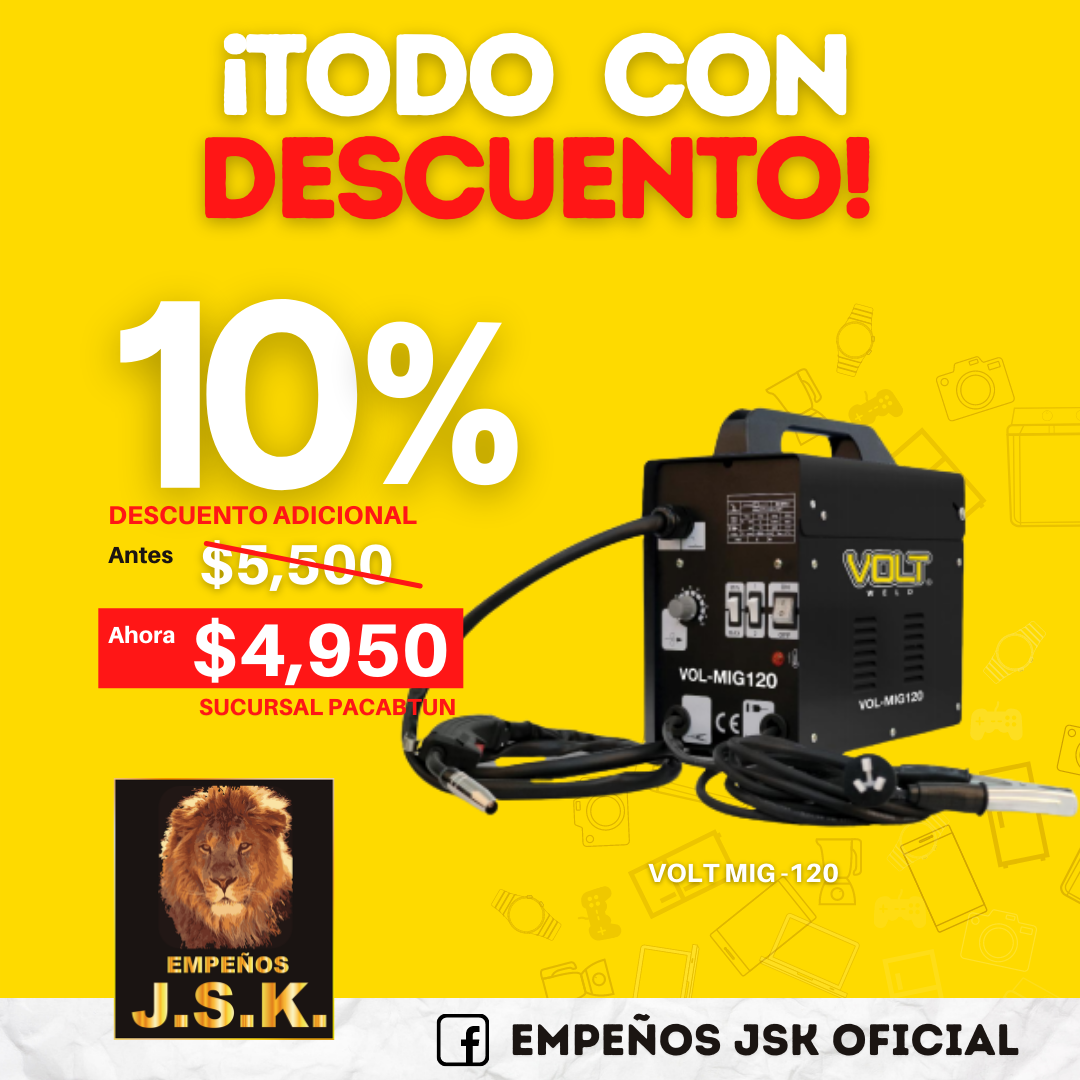 ¡TODO CON
DESCUENTO!
10%
DESCUENTO ADICIONAL
Antes $5,500
Ahora $4,950
SUCURSAL PACABTUN
VOLT
WELD
VOL-MIG120
VOL-MIG120
CE
VOLT MIG -120
EMPEÑOS
J.S.K.
EMPEÑOS JSK OFICIAL